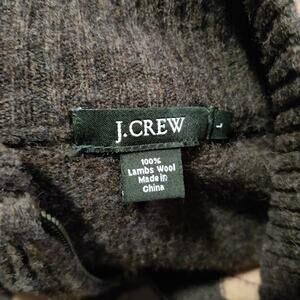 J.CREW
L
100%
Lambs Wool
Made in
China